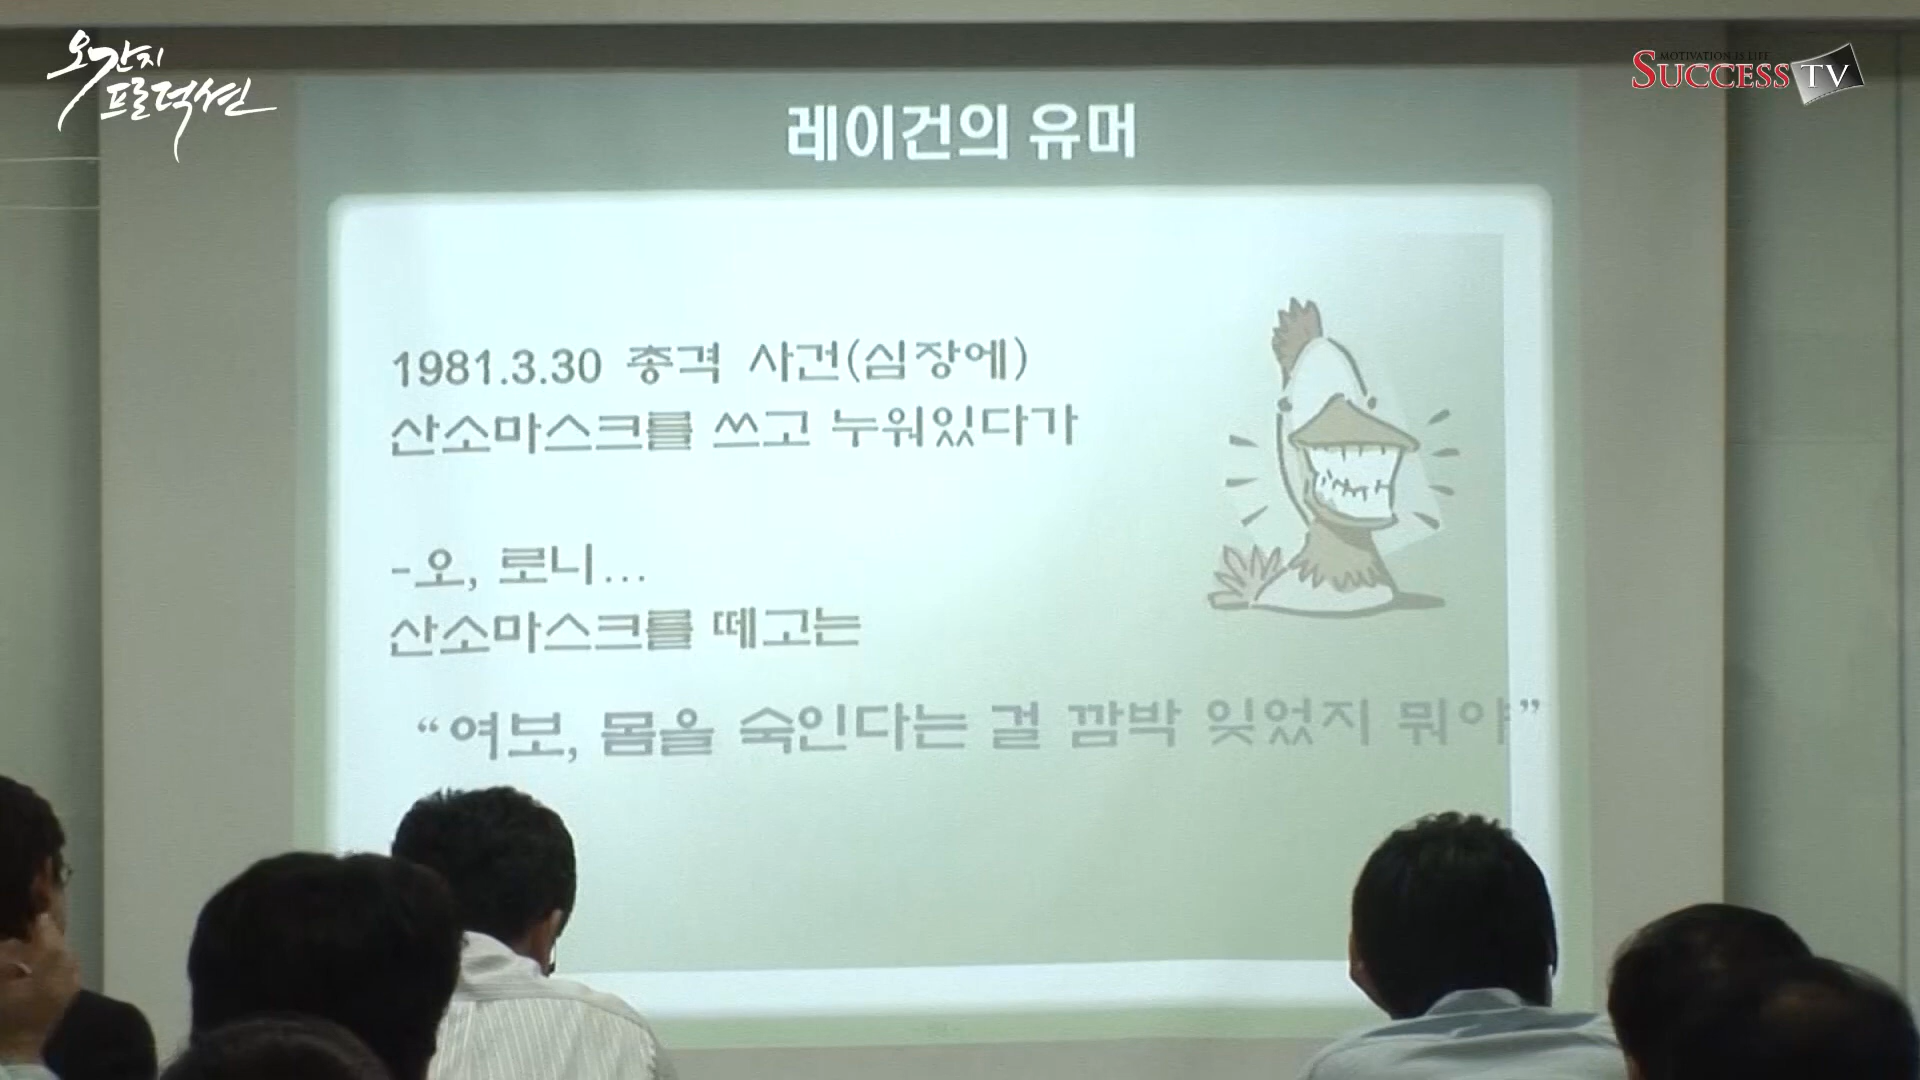 오간지
프로덕션
MOTIVATION IS LIFE
SUCCESS TV
레이건의 유머
1981.3.30 총격 사건(심장에)
산소마스크를 쓰고 누워있다가
-오, 로니...
산소마스크를 떼고는
“여보, 몸을 숙인다는 걸 깜박 잊었지 뭐야”